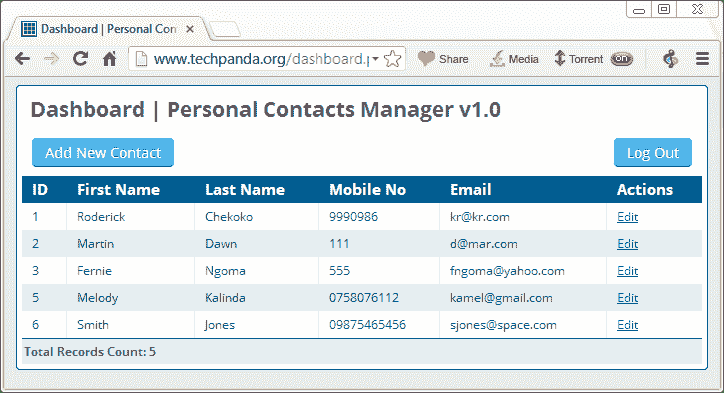 Dashboard | Personal Con
www.techpanda.org/dashboard.p Share Media Torrent on
Dashboard | Personal Contacts Manager v1.0
Add New Contact Log Out
ID First Name Last Name Mobile No Email Actions
1 Roderick Chekoko 9990986 kr@kr.com Edit
2 Martin Dawn 111 d@mar.com Edit
3 Fernie Ngoma 555 fngoma@yahoo.com Edit
5 Melody Kalinda 0758076112 kamel@gmail.com Edit
6 Smith Jones 09875465456 sjones@space.com Edit
Total Records Count: 5